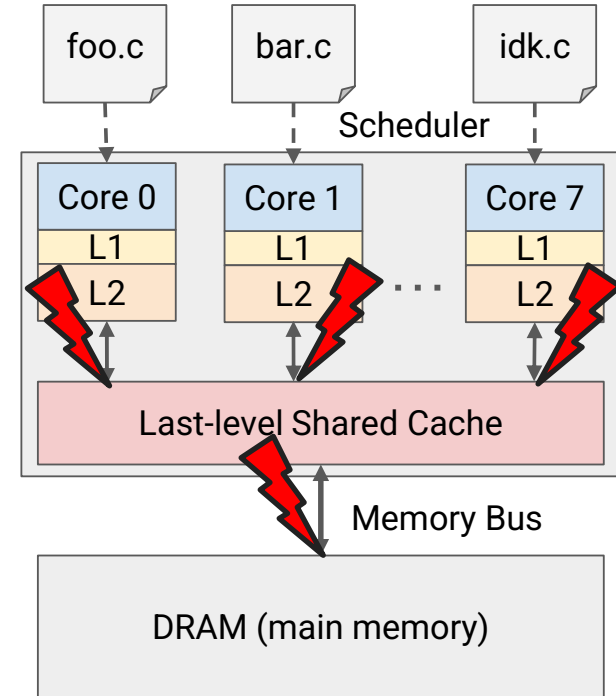 foo.c
bar.c
idk.c
Scheduler
Core 0
Core 1
Core 7
L1
L1
L1
L2
L2
...
L2
Last-level Shared Cache
Memory Bus
DRAM (main memory)